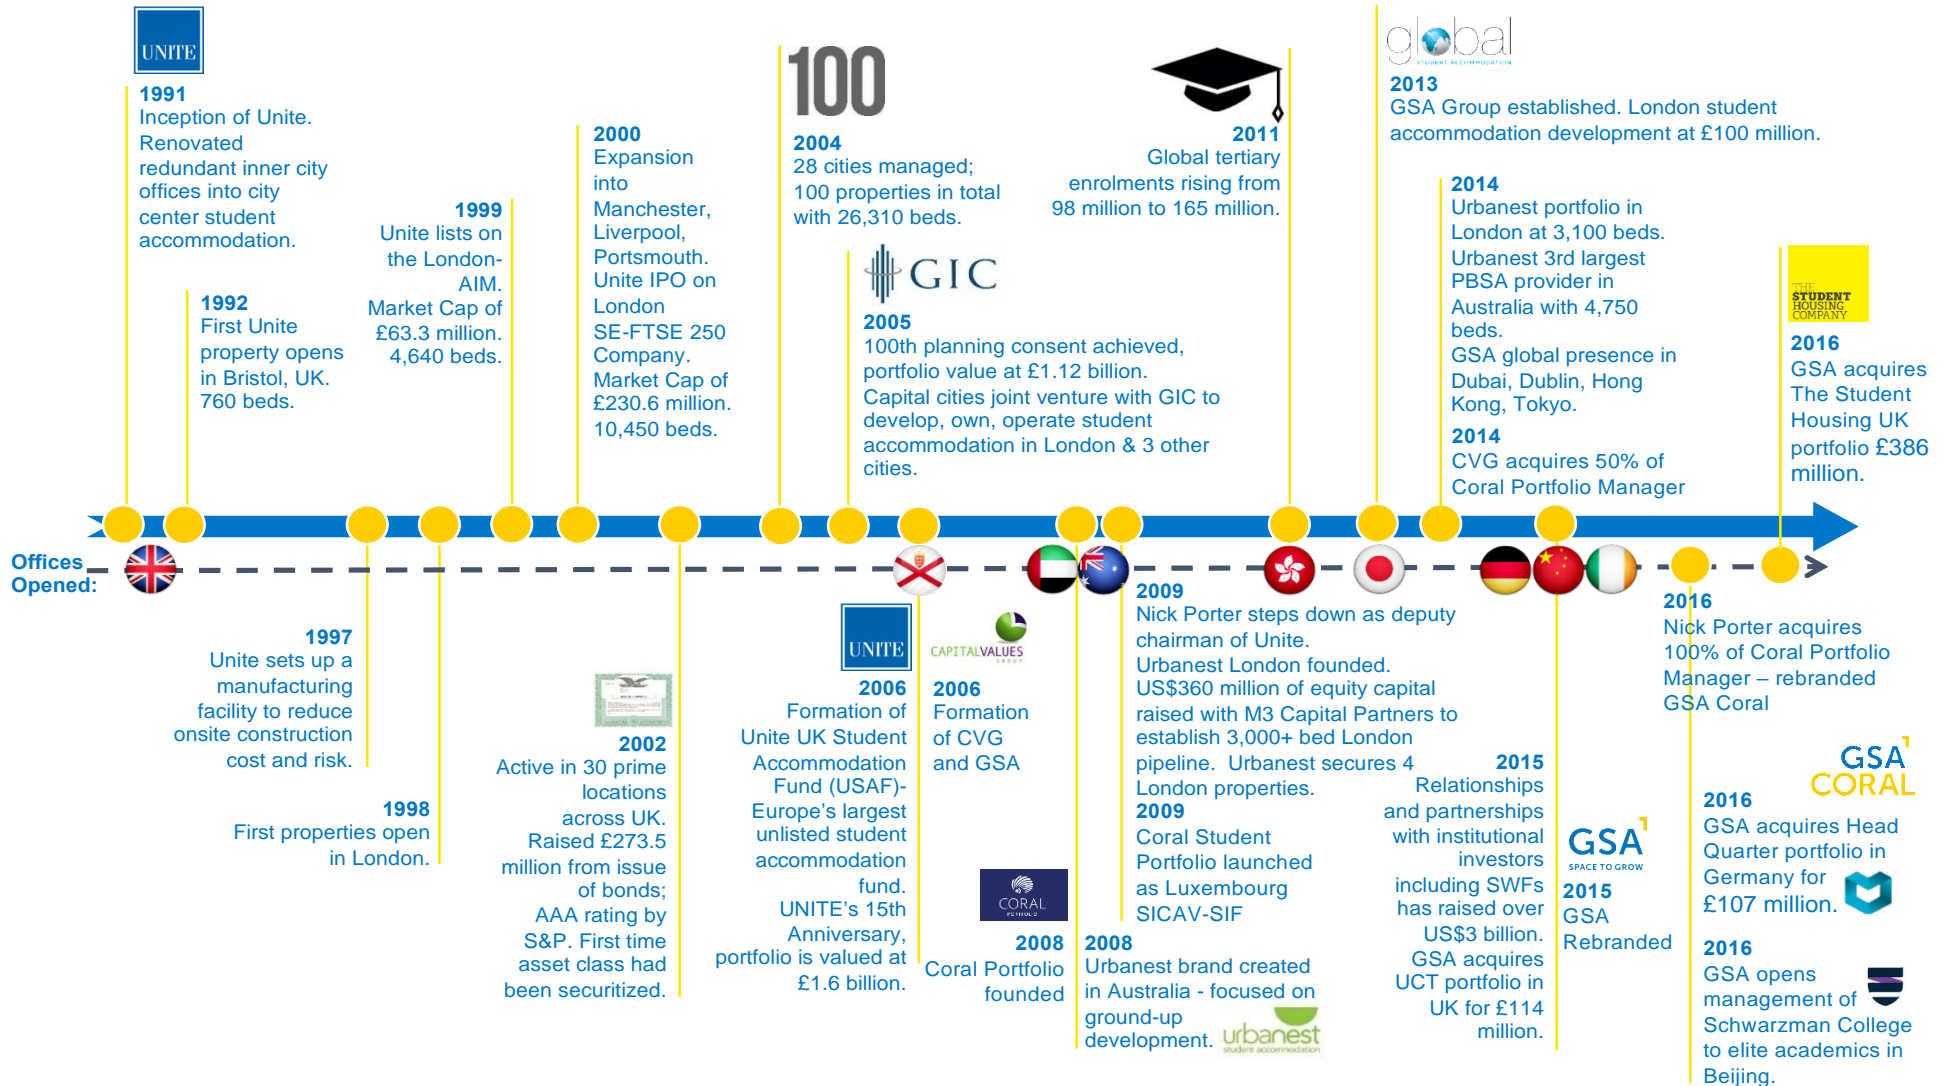 UNITE
1991
Inception of Unite.
Renovated
redundant inner city
offices into city
center student
accommodation.
1992
First Unite
property opens
in Bristol, UK.
760 beds.
1999
Unite lists on
the London-
AIM.
Market Cap of
£63.3 million.
4,640 beds.
2000
Expansion
into
Manchester,
Liverpool,
Portsmouth.
Unite IPO on
London
SE-FTSE 250
Company.
Market Cap of
£230.6 million.
10,450 beds.
100
2004
28 cities managed;
100 properties in total
with 26,310 beds.
GIC
2005
100th planning consent achieved,
portfolio value at £1.12 billion.
Capital cities joint venture with GIC to
develop, own, operate student
accommodation in London & 3 other
cities.
2011
Global tertiary
enrolments rising from
98 million to 165 million.
global
STUDENT ACCOMMODATION
2013
GSA Group established. London student
accommodation development at £100 million.
2014
Urbanest portfolio in
London at 3,100 beds.
Urbanest 3rd largest
PBSA provider in
Australia with 4,750
beds.
GSA global presence in
Dubai, Dublin, Hong
Kong, Tokyo.
2014
CVG acquires 50% of
Coral Portfolio Manager
THE
STUDENT
HOUSING
COMPANY
2016
GSA acquires
The Student
Housing UK
portfolio £386
million.
Offices
Opened:
1997
Unite sets up a
manufacturing
facility to reduce
onsite construction
cost and risk.
1998
First properties open
in London.
2002
Active in 30 prime
locations
across UK.
Raised £273.5
million from issue
of bonds;
AAA rating by
S&P. First time
asset class had
been securitized.
UNITE
2006
Formation of
Unite UK Student
Accommodation
Fund (USAF)-
Europe's largest
unlisted student
accommodation
fund.
UNITE's 15th
Anniversary,
portfolio is valued at
£1.6 billion.
CAPITALVALUES
GROUP
2006
Formation
of CVG
and GSA
CORAL
PORTFOLIO
2008
Coral Portfolio
founded
2008
Urbanest brand created
in Australia - focused on
ground-up
development.
urbanest
student accommodation
2009
Nick Porter steps down as deputy
chairman of Unite.
Urbanest London founded.
US$360 million of equity capital
raised with M3 Capital Partners to
establish 3,000+ bed London
pipeline. Urbanest secures 4
London properties.
2009
Coral Student
Portfolio launched
as Luxembourg
SICAV-SIF
2015
Relationships
and partnerships
with institutional
investors
including SWFs
has raised over
US$3 billion.
GSA acquires
UCT portfolio in
UK for £114
million.
GSA
SPACE TO GROW
2015
GSA
Rebranded
2016
Nick Porter acquires
100% of Coral Portfolio
Manager – rebranded
GSA Coral
GSA
CORAL
2016
GSA acquires Head
Quarter portfolio in
Germany for
£107 million.
2016
GSA opens
management of
Schwarzman College
to elite academics in
Beijing.